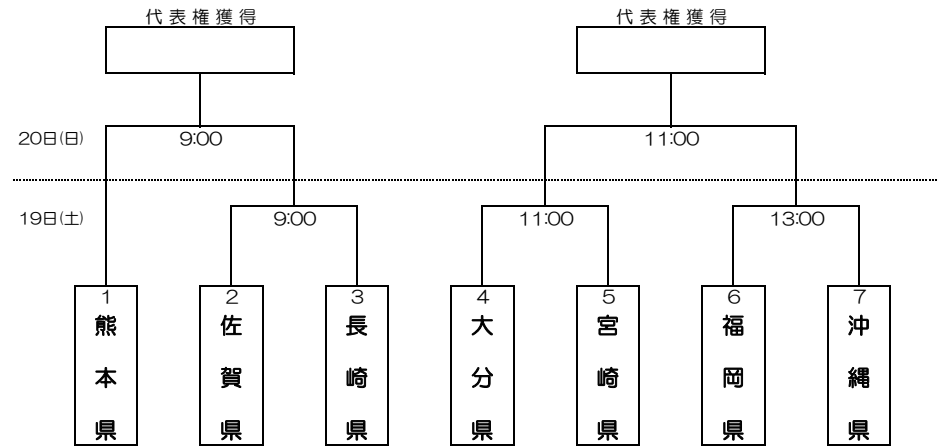 代表権獲得
代表権獲得
20日(日)
9:00
11:00
19日(土)
9:00
11:00
13:00
1
熊本県
2
佐賀県
3
長崎県
4
大分県
5
宮崎県
6
福岡県
7
沖縄県